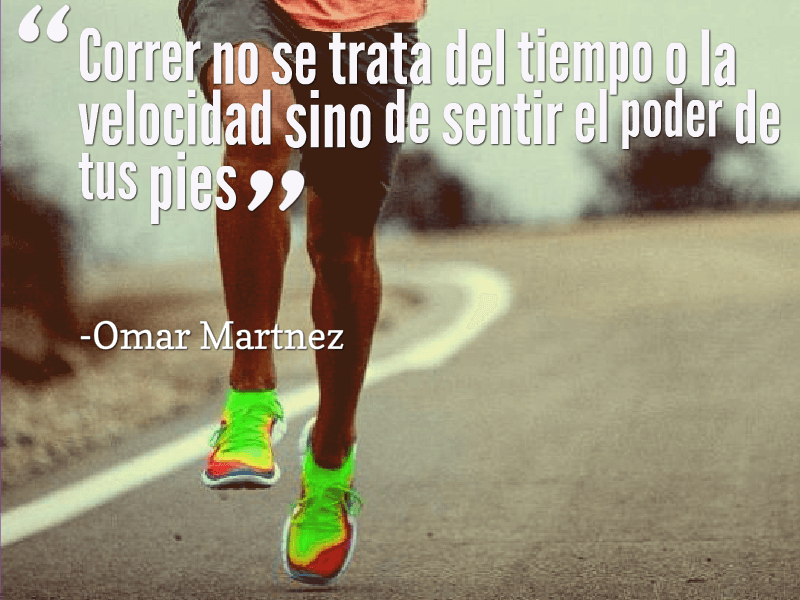 “Correr no se trata del tiempo o la
velocidad sino de sentir el poder de
tus pies”
-Omar Martnez